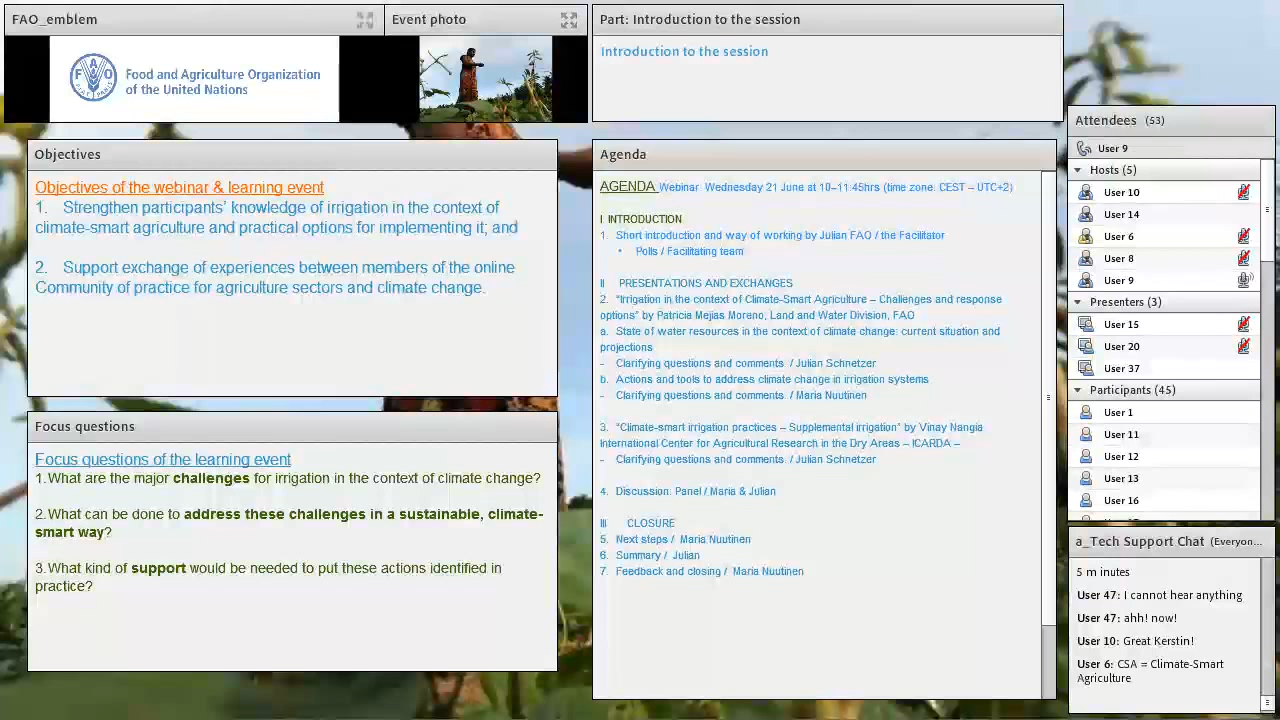 FAO_emblem
Event photo
Part: Introduction to the session
FAO
FIAT PANIS
Food and Agriculture Organization
of the United Nations
Introduction to the session
Attendees (53)
User 9
Hosts (5)
User 10
User 14
User 6
User 8
User 9
Presenters (3)
User 15
User 20
User 37
Participants (45)
User 1
User 11
User 12
User 13
User 16
Objectives
Objectives of the webinar & learning event
1. Strengthen participants' knowledge of irrigation in the context of
climate-smart agriculture and practical options for implementing it; and
2. Support exchange of experiences between members of the online
Community of practice for agriculture sectors and climate change.
Focus questions
Focus questions of the learning event
1.What are the major challenges for irrigation in the context of climate change?
2.What can be done to address these challenges in a sustainable, climate-
smart way?
3.What kind of support would be needed to put these actions identified in
practice?
Agenda
AGENDA Webinar Wednesday 21 June at 10–11:45hrs (time zone: CEST – UTC+2)
I INTRODUCTION
1. Short introduction and way of working by Julian FAO / the Facilitator
• Polls / Facilitating team
II PRESENTATIONS AND EXCHANGES
2. "Irrigation in the context of Climate-Smart Agriculture – Challenges and response
options" by Patricia Mejias Moreno, Land and Water Division, FAO
a. State of water resources in the context of climate change: current situation and
projections
- Clarifying questions and comments / Julian Schnetzer
b. Actions and tools to address climate change in irrigation systems
- Clarifying questions and comments / Maria Nuutinen
3. "Climate-smart irrigation practices – Supplemental irrigation" by Vinay Nangia
International Center for Agricultural Research in the Dry Areas – ICARDA –
- Clarifying questions and comments / Julian Schnetzer
4. Discussion: Panel / Maria & Julian
III CLOSURE
5. Next steps / Maria Nuutinen
6. Summary / Julian
7. Feedback and closing / Maria Nuutinen
a_Tech Support Chat (Everyon...
5 m inutes
User 47: I cannot hear anything
User 47: ahh! now!
User 10: Great Kerstin!
User 6: CSA = Climate-Smart
Agriculture